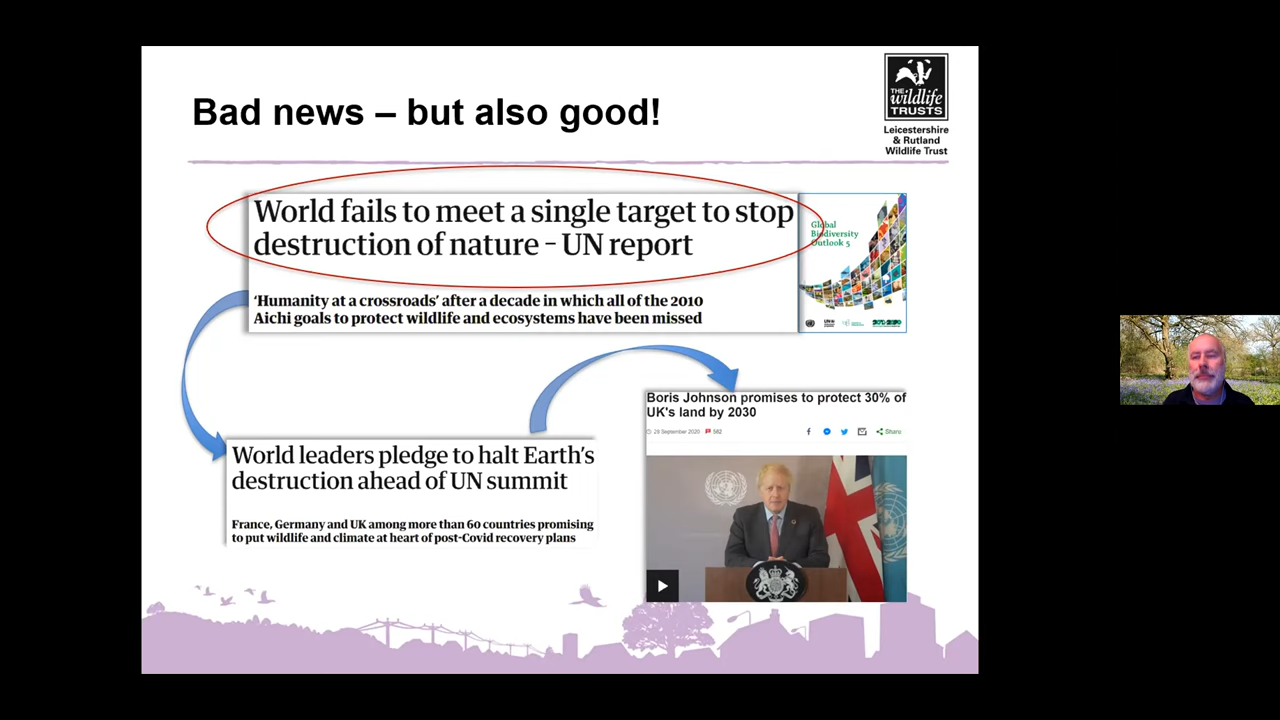 Bad news – but also good!
THE
wildlife
TRUSTS
Leicestershire
& Rutland
Wildlife Trust
World fails to meet a single target to stop
destruction of nature – UN report
'Humanity at a crossroads' after a decade in which all of the 2010
Aichi goals to protect wildlife and ecosystems have been missed
Global
Biodiversity
Outlook 5
World leaders pledge to halt Earth's
destruction ahead of UN summit
France, Germany and UK among more than 60 countries promising
to put wildlife and climate at heart of post-Covid recovery plans
Boris Johnson promises to protect 30% of
UK's land by 2030
28 September 2020 582
Share